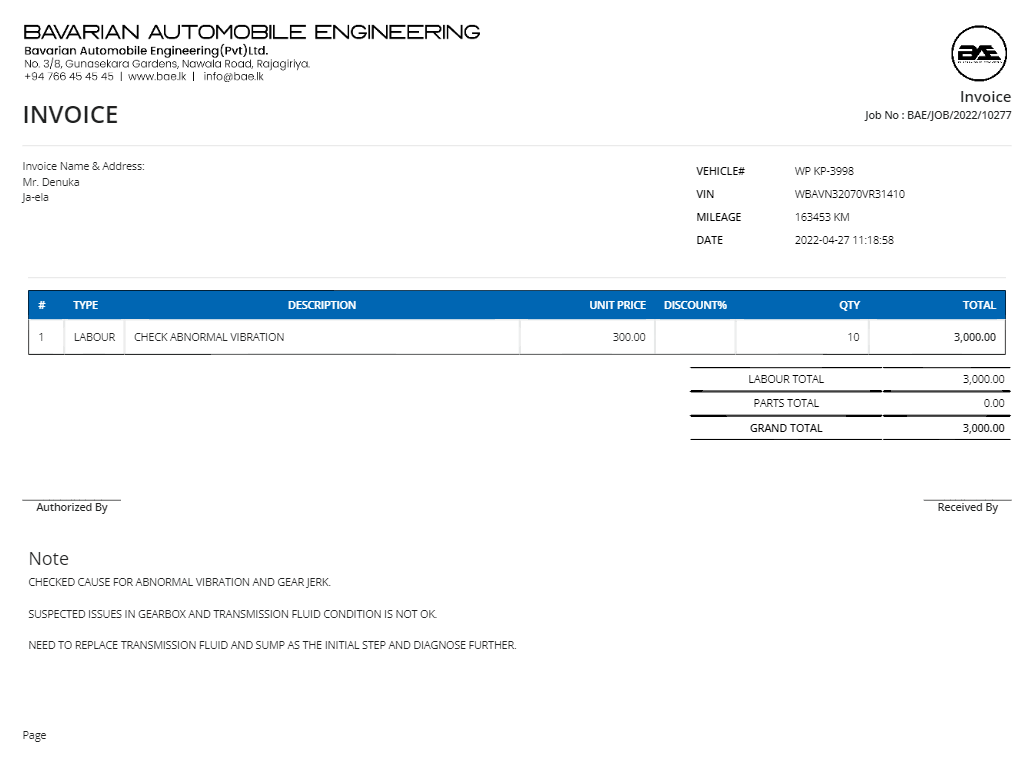 BAVARIAN AUTOMOBILE ENGINEERING
Bavarian Automobile Engineering(Pvt)Ltd.
No. 3/8, Gunasekara Gardens, Nawala Road, Rajagiriya.
+94 766 45 45 45 | www.bae.lk | info@bae.lk
BAE
INVOICE
Invoice
Job No : BAE/JOB/2022/10277
Invoice Name & Address:
Mr. Denuka
Ja-ela
VEHICLE# WP KP-3998
VIN WBAVN32070VR31410
MILEAGE 163453 KM
DATE 2022-04-27 11:18:58
# TYPE DESCRIPTION UNIT PRICE DISCOUNT% QTY TOTAL
1 LABOUR CHECK ABNORMAL VIBRATION 300.00 10 3,000.00
LABOUR TOTAL 3,000.00
PARTS TOTAL 0.00
GRAND TOTAL 3,000.00
Authorized By Received By
Note
CHECKED CAUSE FOR ABNORMAL VIBRATION AND GEAR JERK.
SUSPECTED ISSUES IN GEARBOX AND TRANSMISSION FLUID CONDITION IS NOT OK.
NEED TO REPLACE TRANSMISSION FLUID AND SUMP AS THE INITIAL STEP AND DIAGNOSE FURTHER.
Page